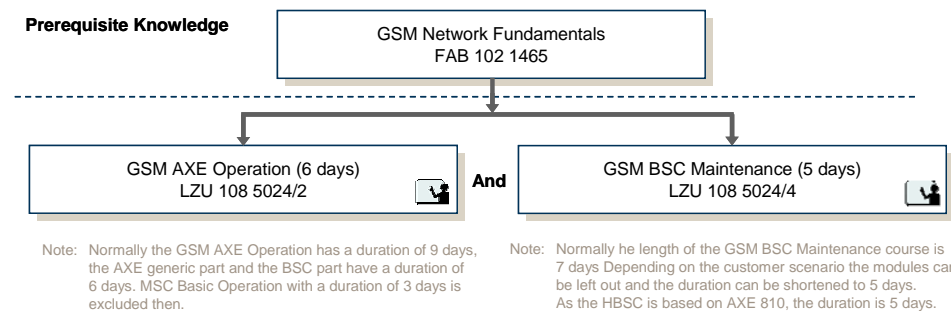 Prerequisite Knowledge
GSM Network Fundamentals
FAB 102 1465
GSM AXE Operation (6 days)
LZU 108 5024/2
And
GSM BSC Maintenance (5 days)
LZU 108 5024/4
Note: Normally the GSM AXE Operation has a duration of 9 days,
the AXE generic part and the BSC part have a duration of
6 days. MSC Basic Operation with a duration of 3 days is
excluded then.
Note: Normally he length of the GSM BSC Maintenance course is
7 days Depending on the customer scenario the modules can
be left out and the duration can be shortened to 5 days.
As the HBSC is based on AXE 810, the duration is 5 days.